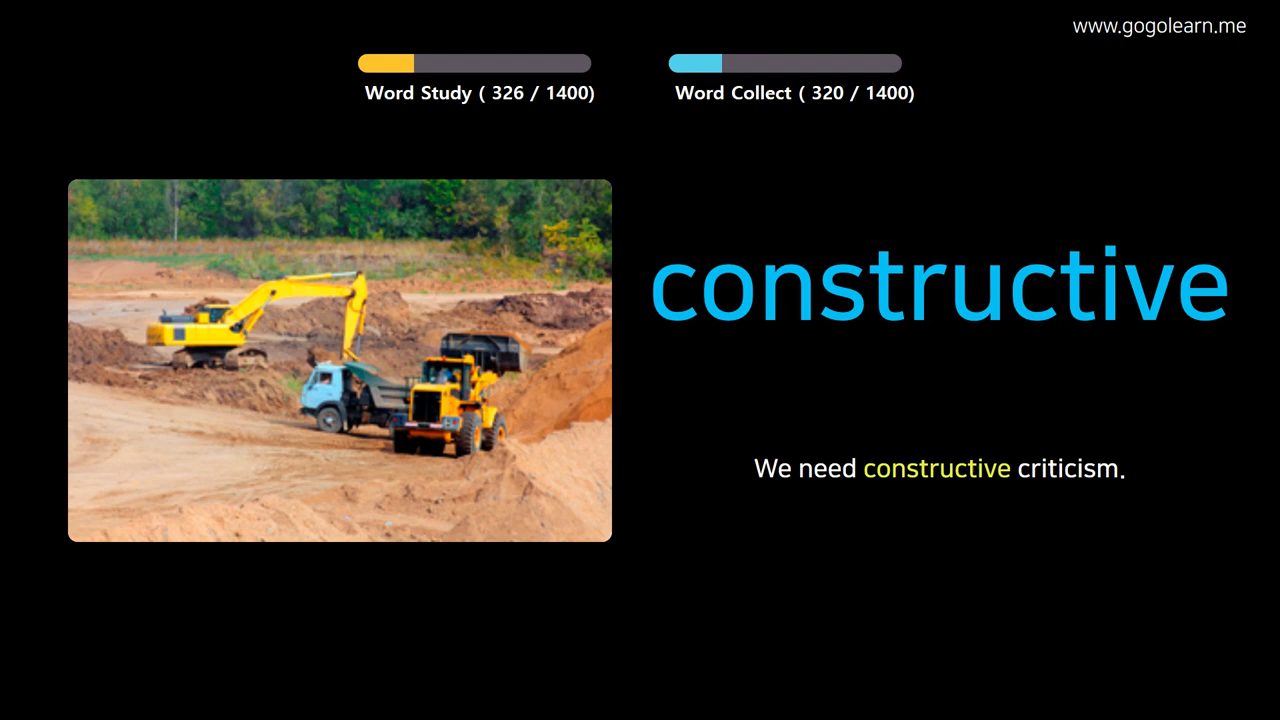 www.gogolearn.me
Word Study ( 326 / 1400)
Word Collect ( 320 / 1400)
constructive
We need constructive criticism.